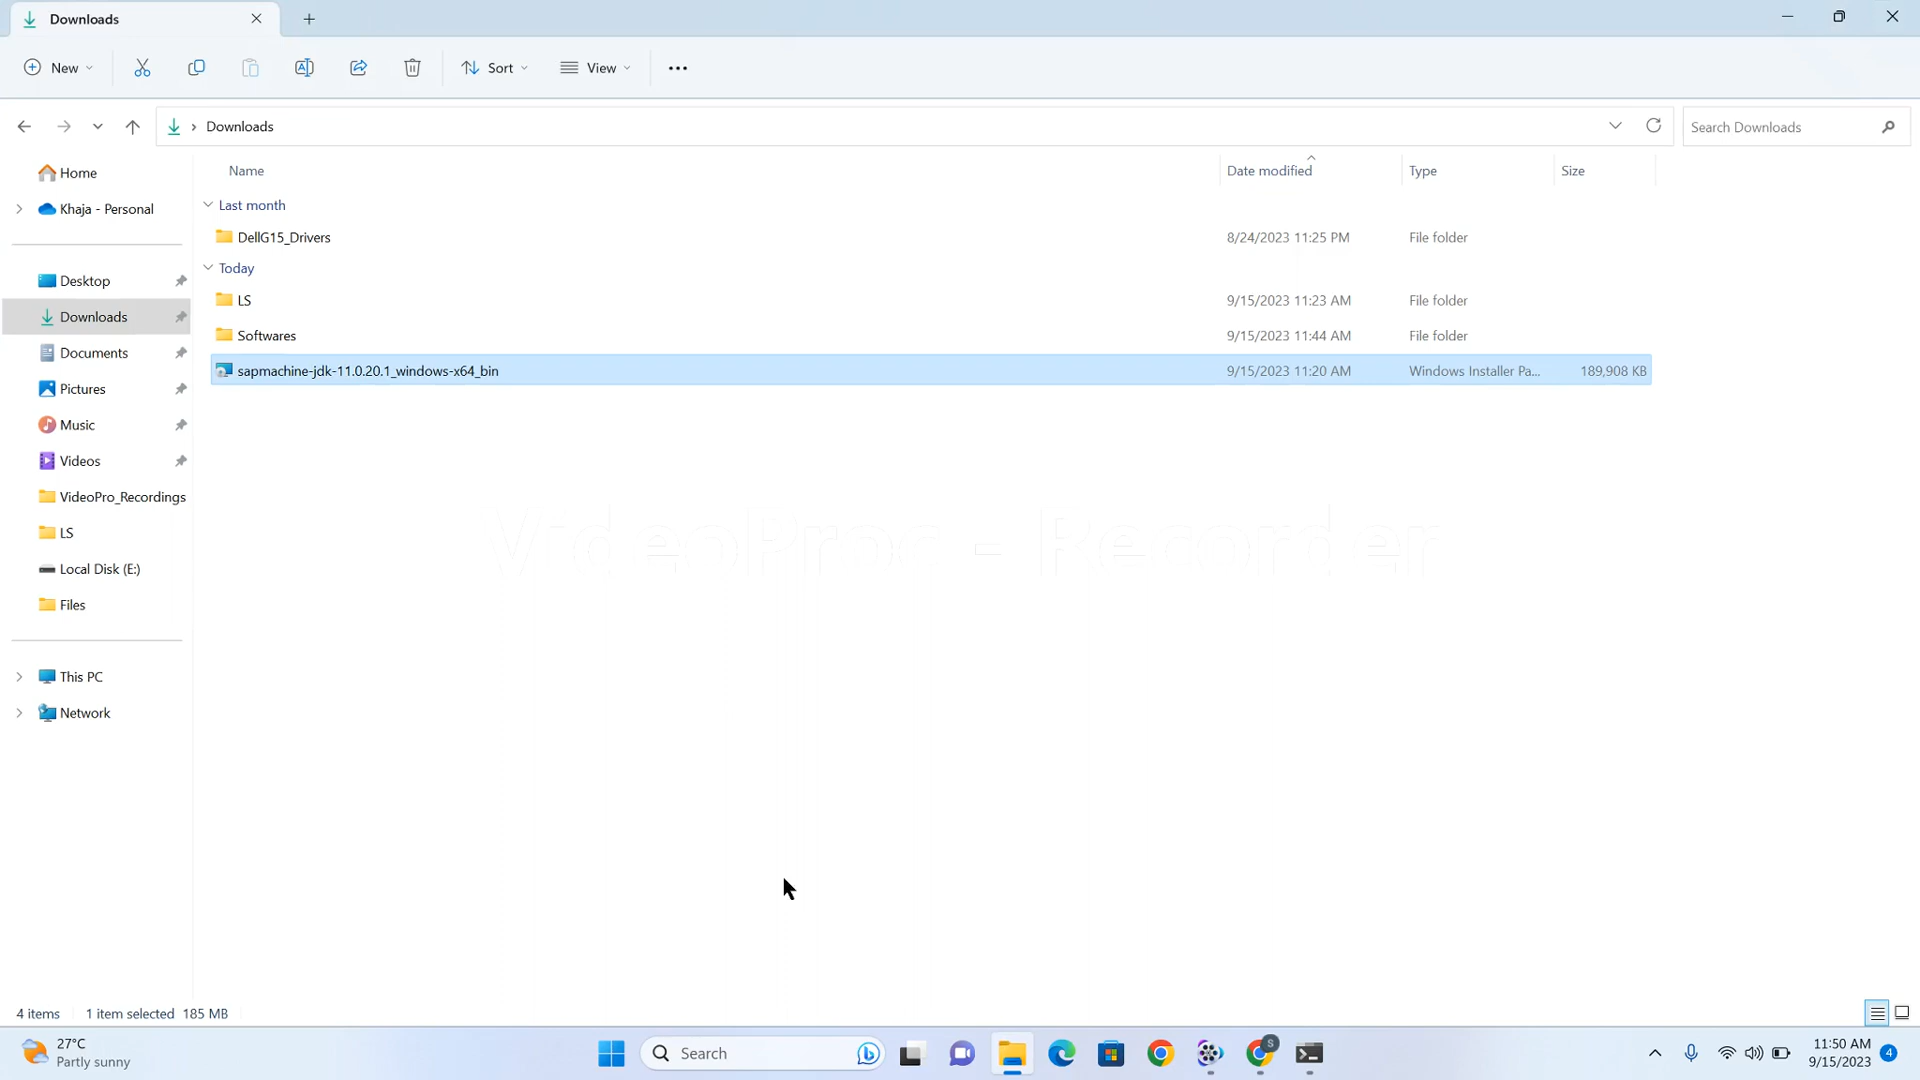 Downloads
New
Sort
View
Downloads
Search Downloads
Name Date modified Type Size
Home
Khaja - Personal
Desktop
Downloads
Documents
Pictures
Music
Videos
VideoPro_Recordings
LS
Local Disk (E:)
Files
This PC
Network
Last month
DellG15_Drivers 8/24/2023 11:25 PM File folder
Today
LS 9/15/2023 11:23 AM File folder
Softwares 9/15/2023 11:44 AM File folder
sapmachine-jdk-11.0.20.1_windows-x64_bin 9/15/2023 11:20 AM Windows Installer Pa... 189,908 KB
VideoProc - Recorder
4 items 1 item selected 185 MB
27°C
Partly sunny
Search
S
11:50 AM
9/15/2023
4